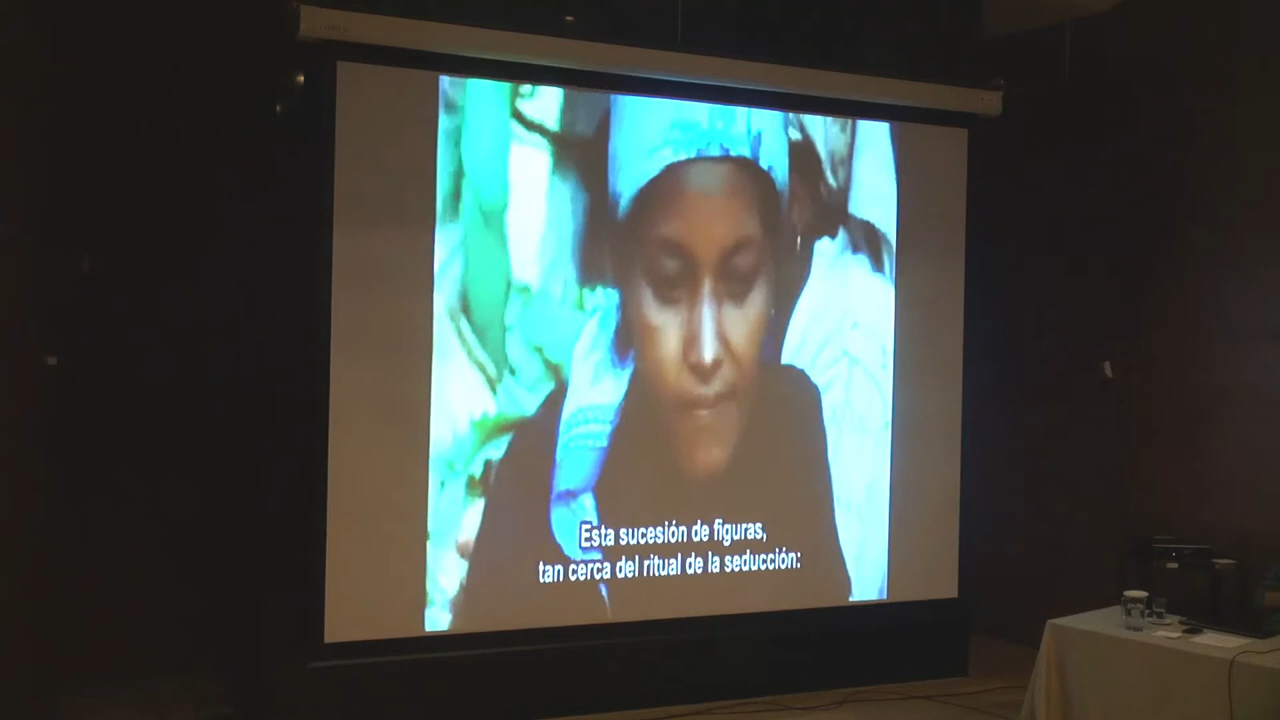 Esta sucesión de figuras,
tan cerca del ritual de la seducción: